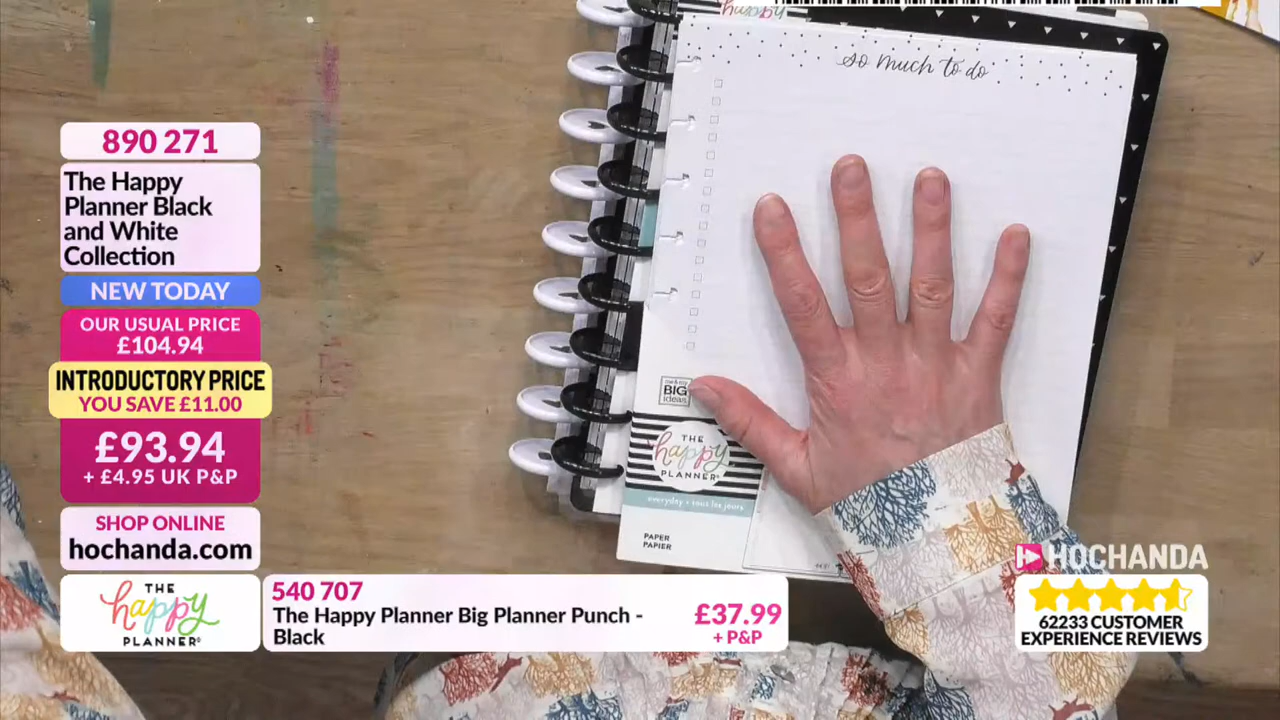 happy
so much to do
890 271
The Happy
Planner Black
and White
Collection
NEW TODAY
OUR USUAL PRICE
£104.94
INTRODUCTORY PRICE
YOU SAVE £11.00
£93.94
+ £4.95 UK P&P
SHOP ONLINE
hochanda.com
THE
happy
PLANNER®
540 707
The Happy Planner Big Planner Punch -
Black
£37.99
+ P&P
me & my
BIG
ideas
THE
happy
PLANNER®
everyday • tous les jours
PAPER
PAPIER
HOCHANDA
62233 CUSTOMER
EXPERIENCE REVIEWS